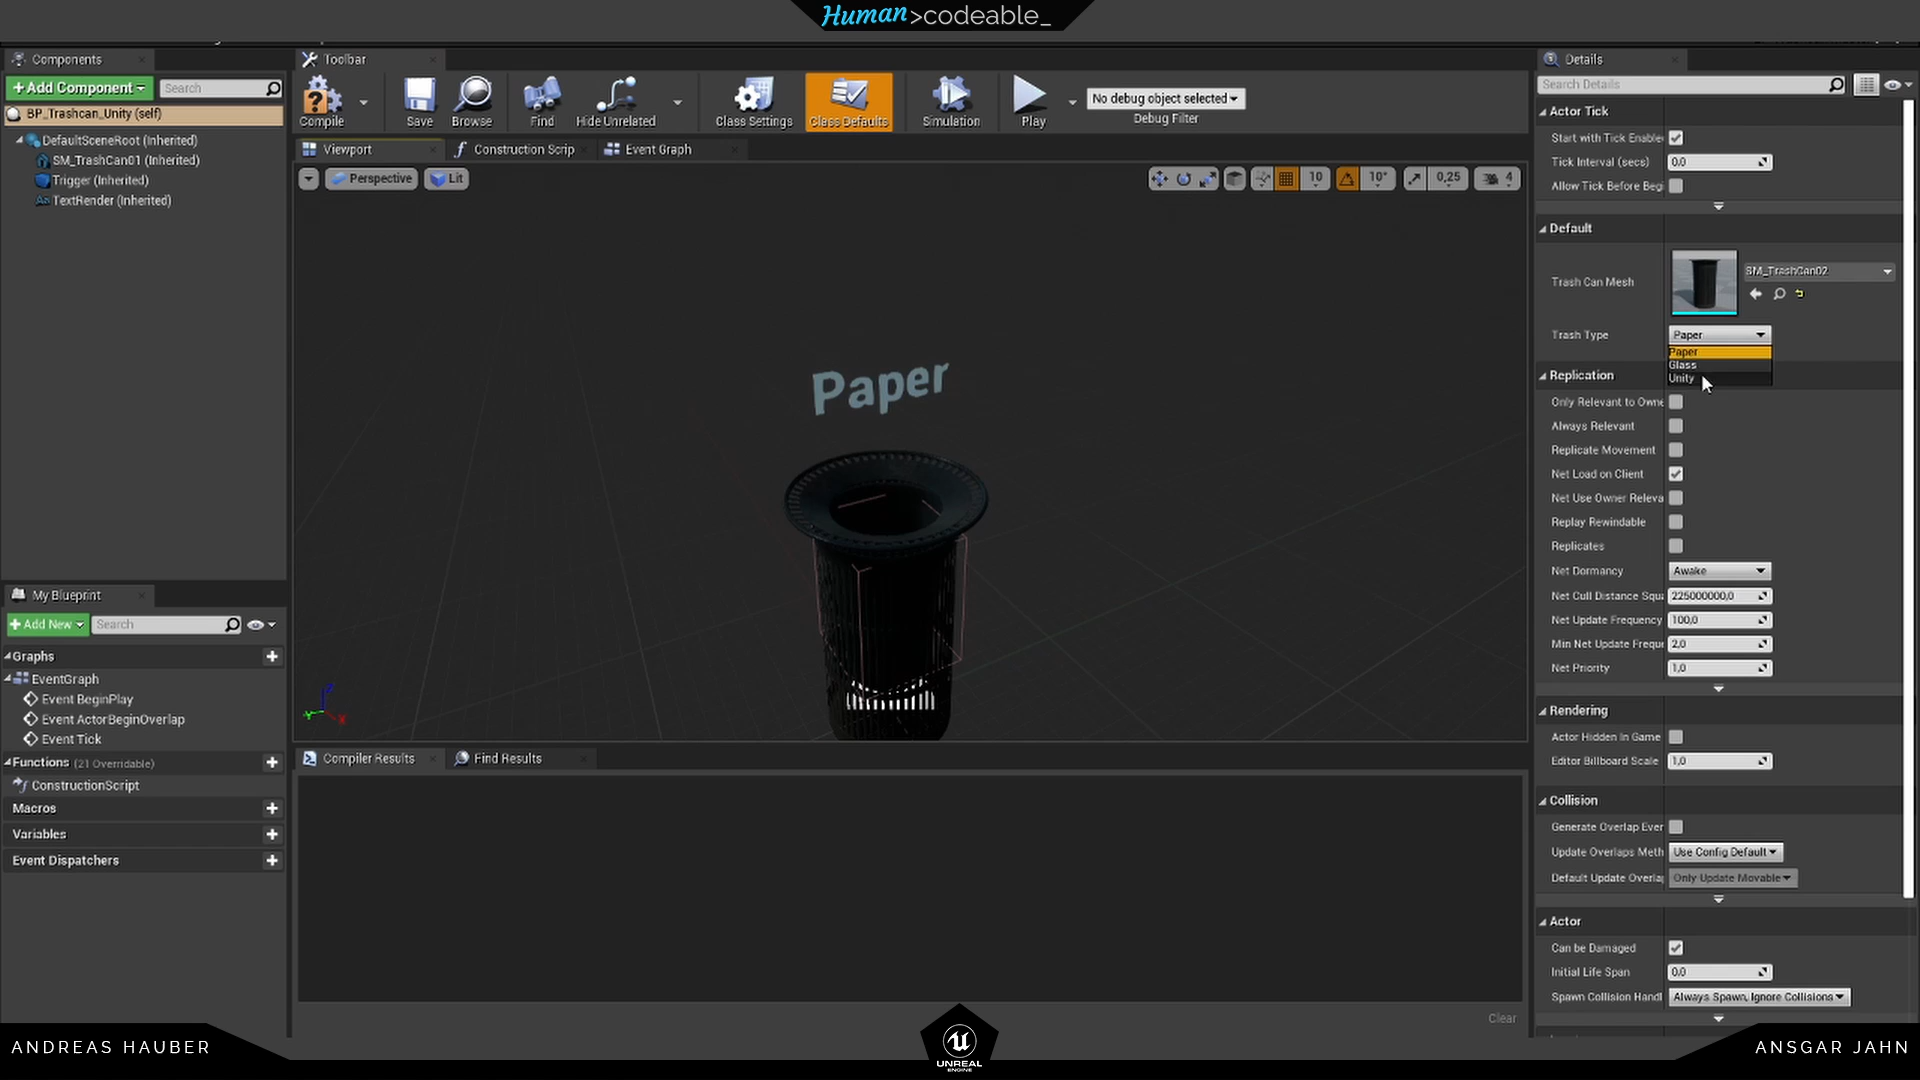 Human>codeable_
Components
Toolbar
Details
+Add Component
Search
BP_Trashcan_Unity (self)
DefaultSceneRoot (Inherited)
SM_TrashCan01 (Inherited)
Trigger (Inherited)
TextRender (Inherited)
Compile
Save
Browse
Find
Hide Unrelated
Class Settings
Class Defaults
Simulation
Play
No debug object selected
Debug Filter
Viewport
Construction Scrip
Event Graph
Perspective
Lit
10
10°
0,25
4
Paper
Search Details
Actor Tick
Start with Tick Enable
Tick Interval (secs)
0,0
Allow Tick Before Begi
Default
Trash Can Mesh
SM_TrashCan02
Trash Type
Paper
Paper
Glass
Unity
Replication
Only Relevant to Owne
Always Relevant
Replicate Movement
Net Load on Client
Net Use Owner Releva
Replay Rewindable
Replicates
Net Dormancy
Awake
Net Cull Distance Squa
225000000,0
Net Update Frequency
100,0
Min Net Update Freque
2,0
Net Priority
1,0
Rendering
Actor Hidden In Game
Editor Billboard Scale
1,0
Collision
Generate Overlap Ever
Update Overlaps Meth
Use Config Default
Default Update Overla
Only Update Movable
Actor
Can be Damaged
Initial Life Span
0,0
Spawn Collision Handl
Always Spawn, Ignore Collisions
My Blueprint
+Add New
Search
Graphs
EventGraph
Event BeginPlay
Event ActorBeginOverlap
Event Tick
Functions (21 Overridable)
ConstructionScript
Macros
Variables
Event Dispatchers
Compiler Results
Find Results
Clear
ANDREAS HAUBER
UNREAL
ENGINE
ANSGAR JAHN